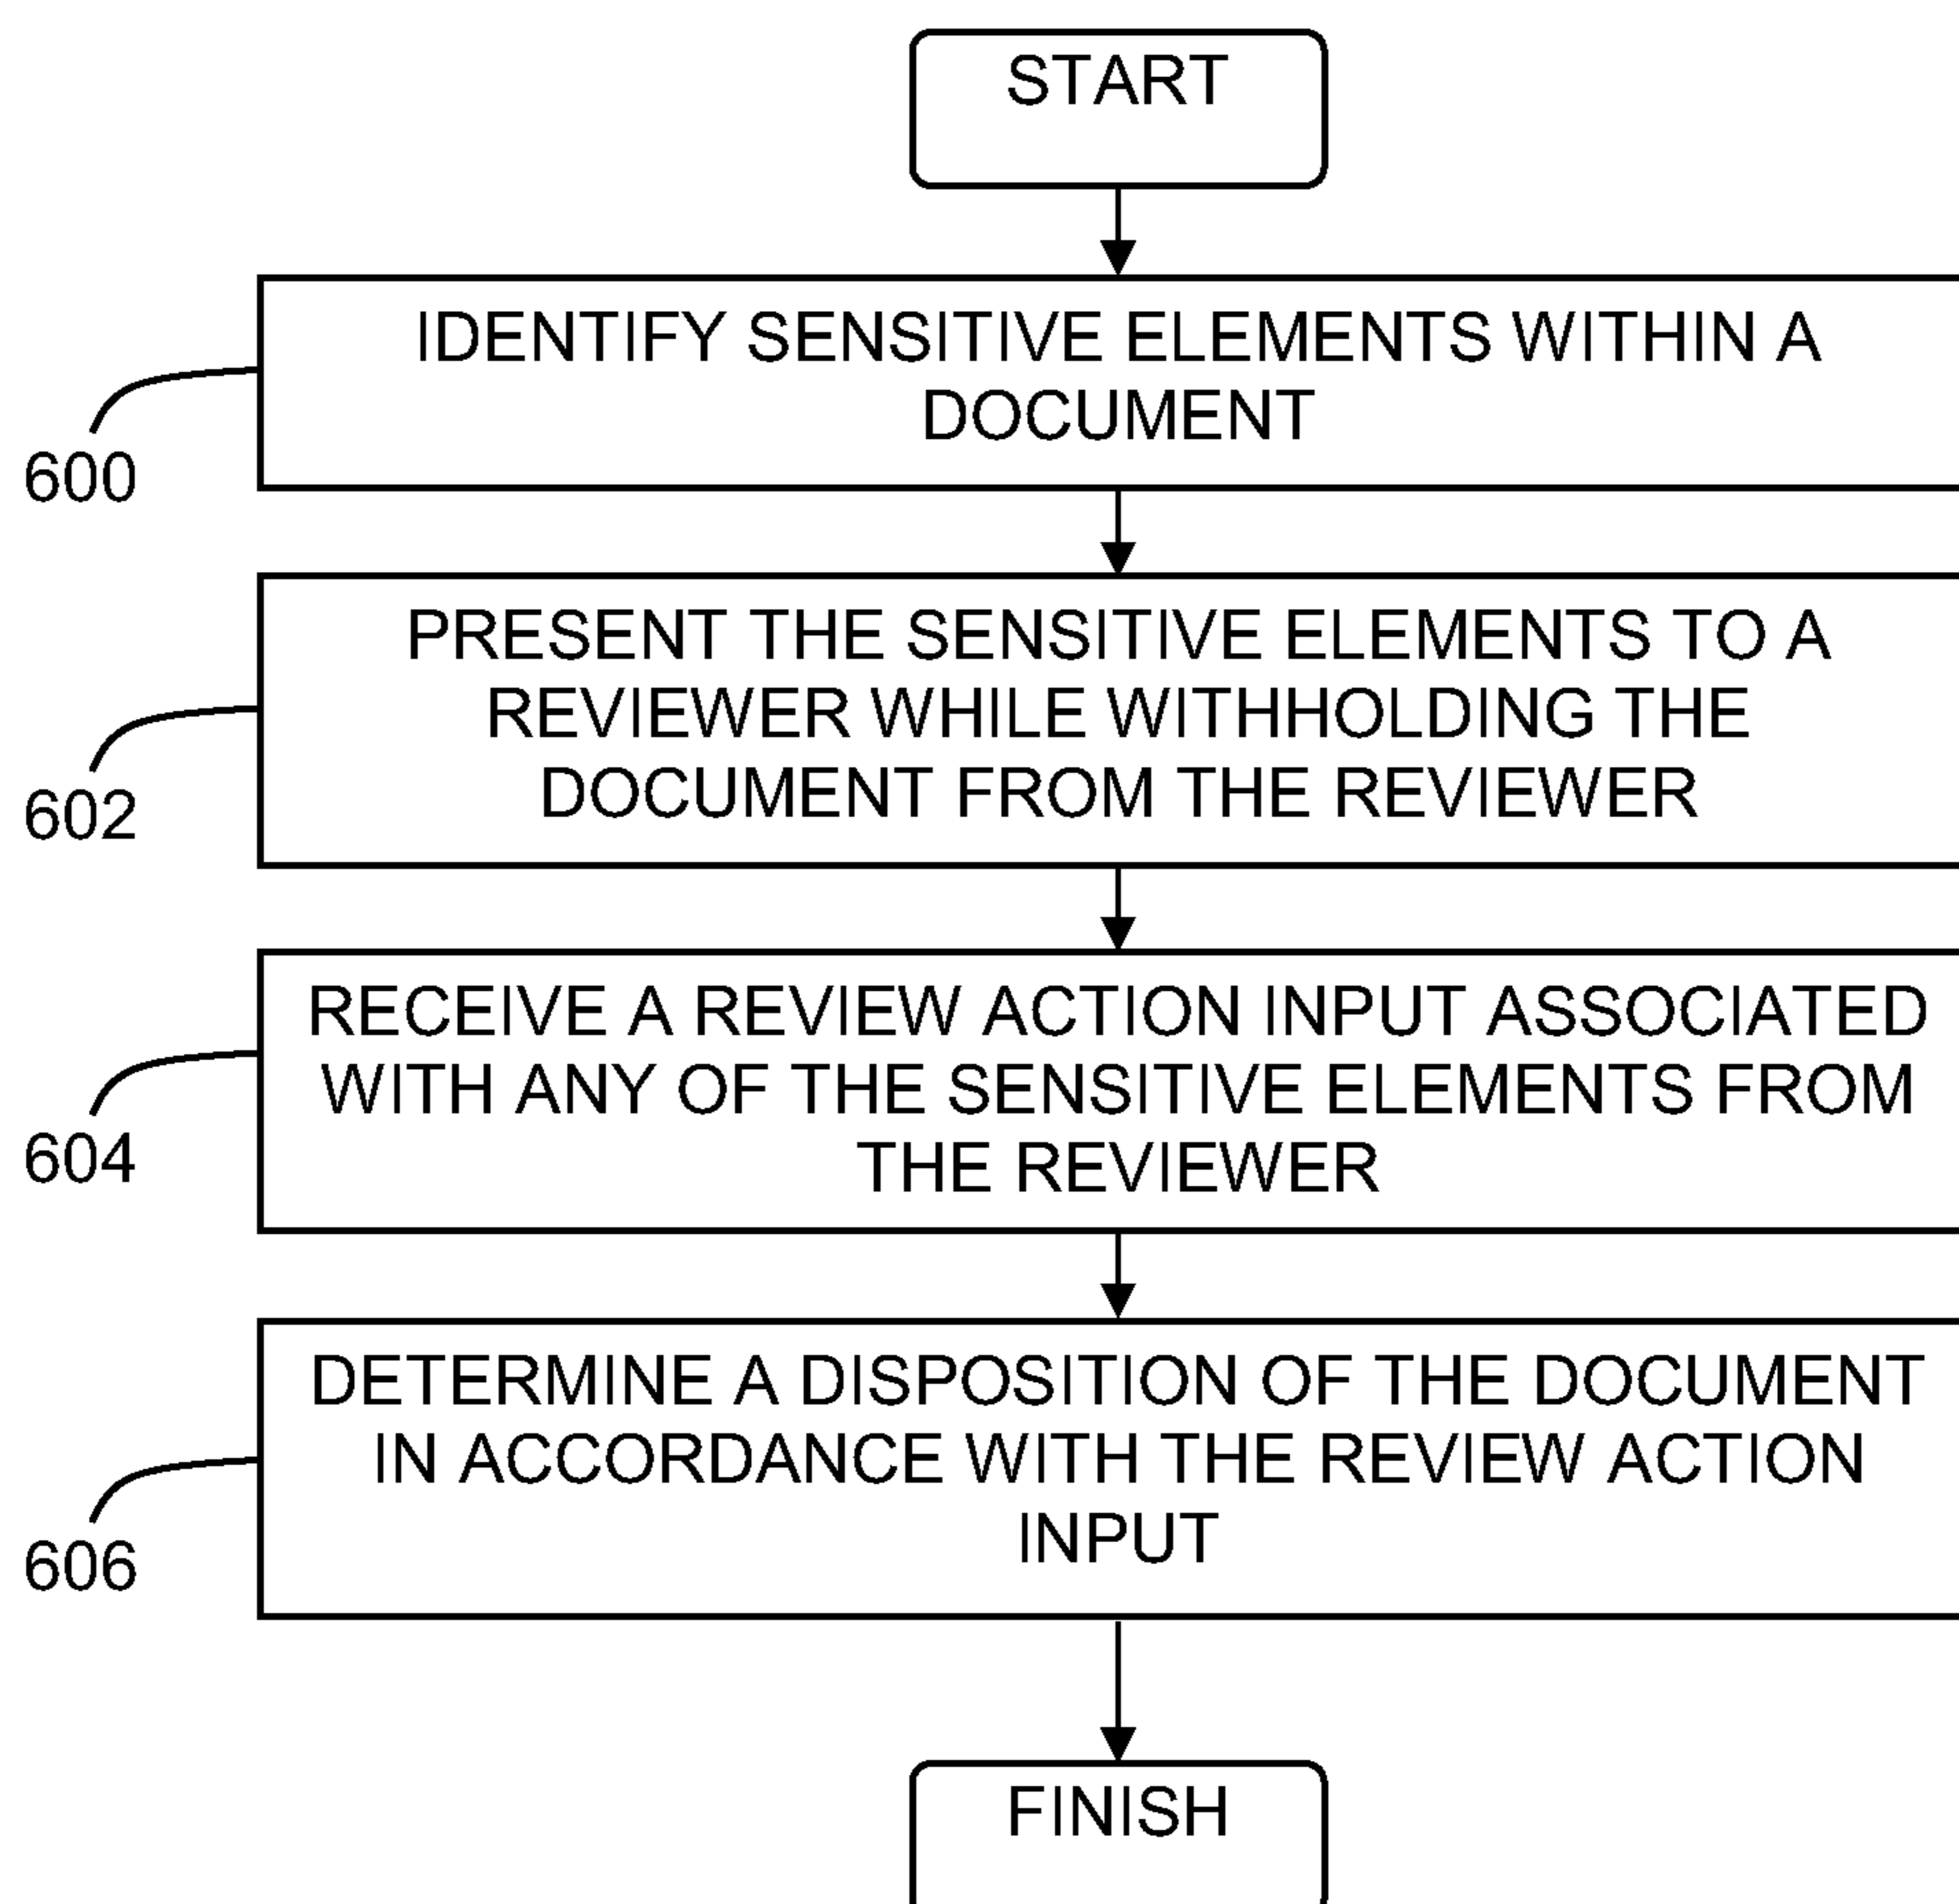 START
IDENTIFY SENSITIVE ELEMENTS WITHIN A
DOCUMENT
600
PRESENT THE SENSITIVE ELEMENTS TO A
REVIEWER WHILE WITHHOLDING THE
DOCUMENT FROM THE REVIEWER
602
RECEIVE A REVIEW ACTION INPUT ASSOCIATED
WITH ANY OF THE SENSITIVE ELEMENTS FROM
THE REVIEWER
604
DETERMINE A DISPOSITION OF THE DOCUMENT
IN ACCORDANCE WITH THE REVIEW ACTION
INPUT
606
FINISH